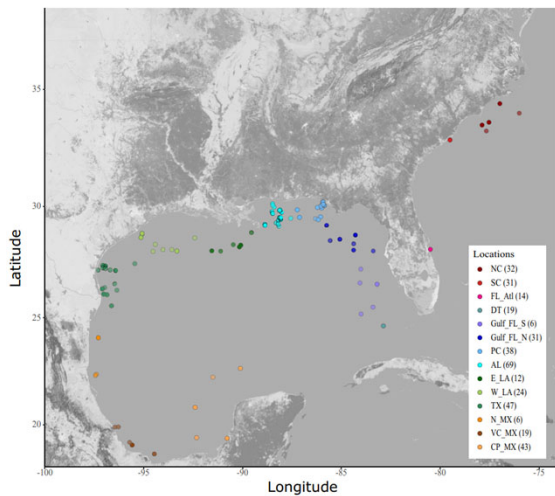 35
30
25
20
-100
-95
-90
-85
-80
-75
Latitude
Longitude
Locations
NC (32)
SC (31)
FL_Atl (14)
DT (19)
Gulf_FL_S (6)
Gulf_FL_N (31)
PC (38)
AL (69)
E_LA (12)
W_LA (24)
TX (47)
N_MX (6)
VC_MX (19)
CP_MX (43)